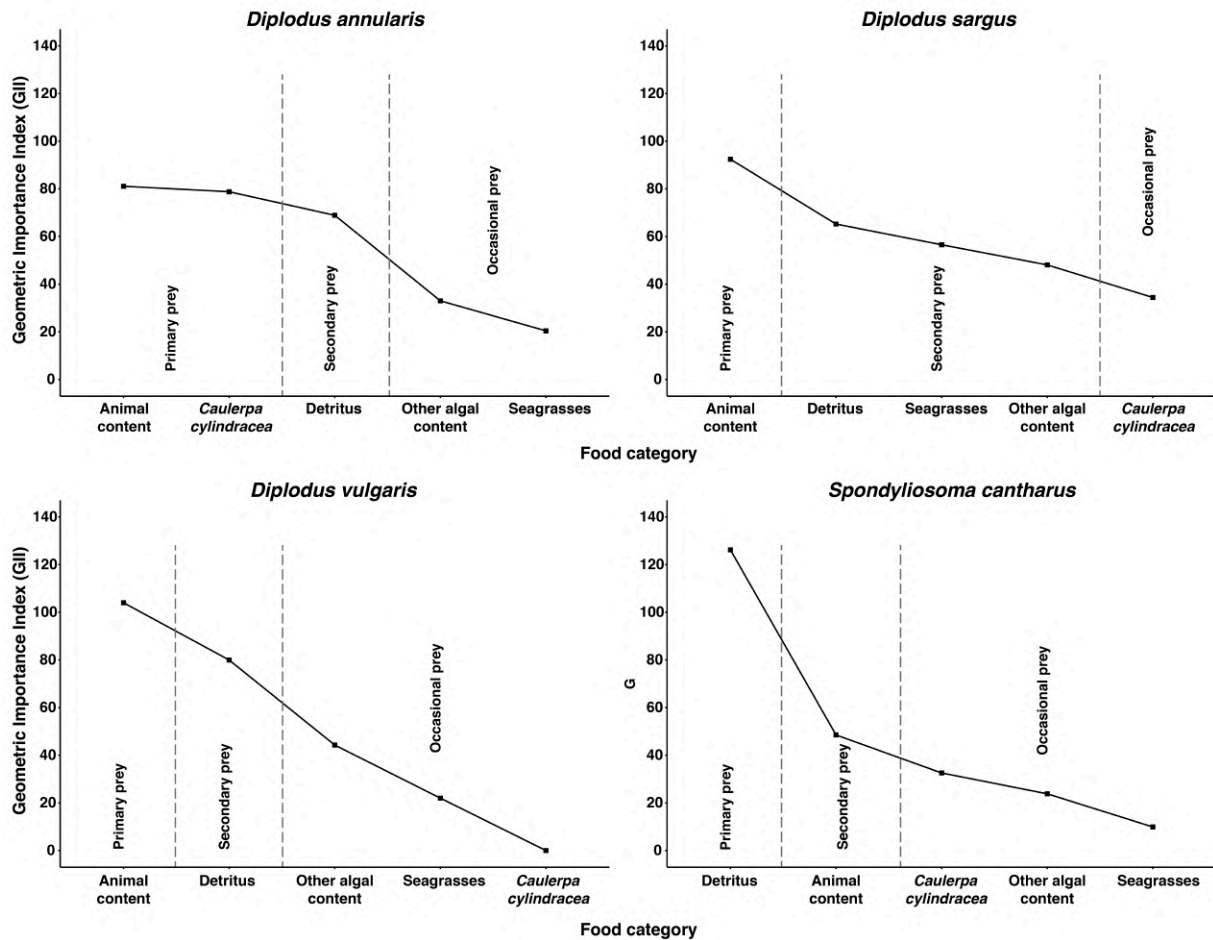 Diplodus annularis
Geometric Importance Index (GII)
140
120
100
80
60
40
20
0
Primary prey
Secondary prey
Occasional prey
Animal content
Caulerpa cylindracea
Detritus
Other algal content
Seagrasses
Diplodus sargus
140
120
100
80
60
40
20
0
Primary prey
Secondary prey
Occasional prey
Animal content
Detritus
Seagrasses
Other algal content
Caulerpa cylindracea
Food category
Diplodus vulgaris
Geometric Importance Index (GII)
140
120
100
80
60
40
20
0
Primary prey
Secondary prey
Occasional prey
Animal content
Detritus
Other algal content
Seagrasses
Caulerpa cylindracea
Spondyliosoma cantharus
G
140
120
100
80
60
40
20
0
Primary prey
Secondary prey
Occasional prey
Detritus
Animal content
Caulerpa cylindracea
Other algal content
Seagrasses
Food category